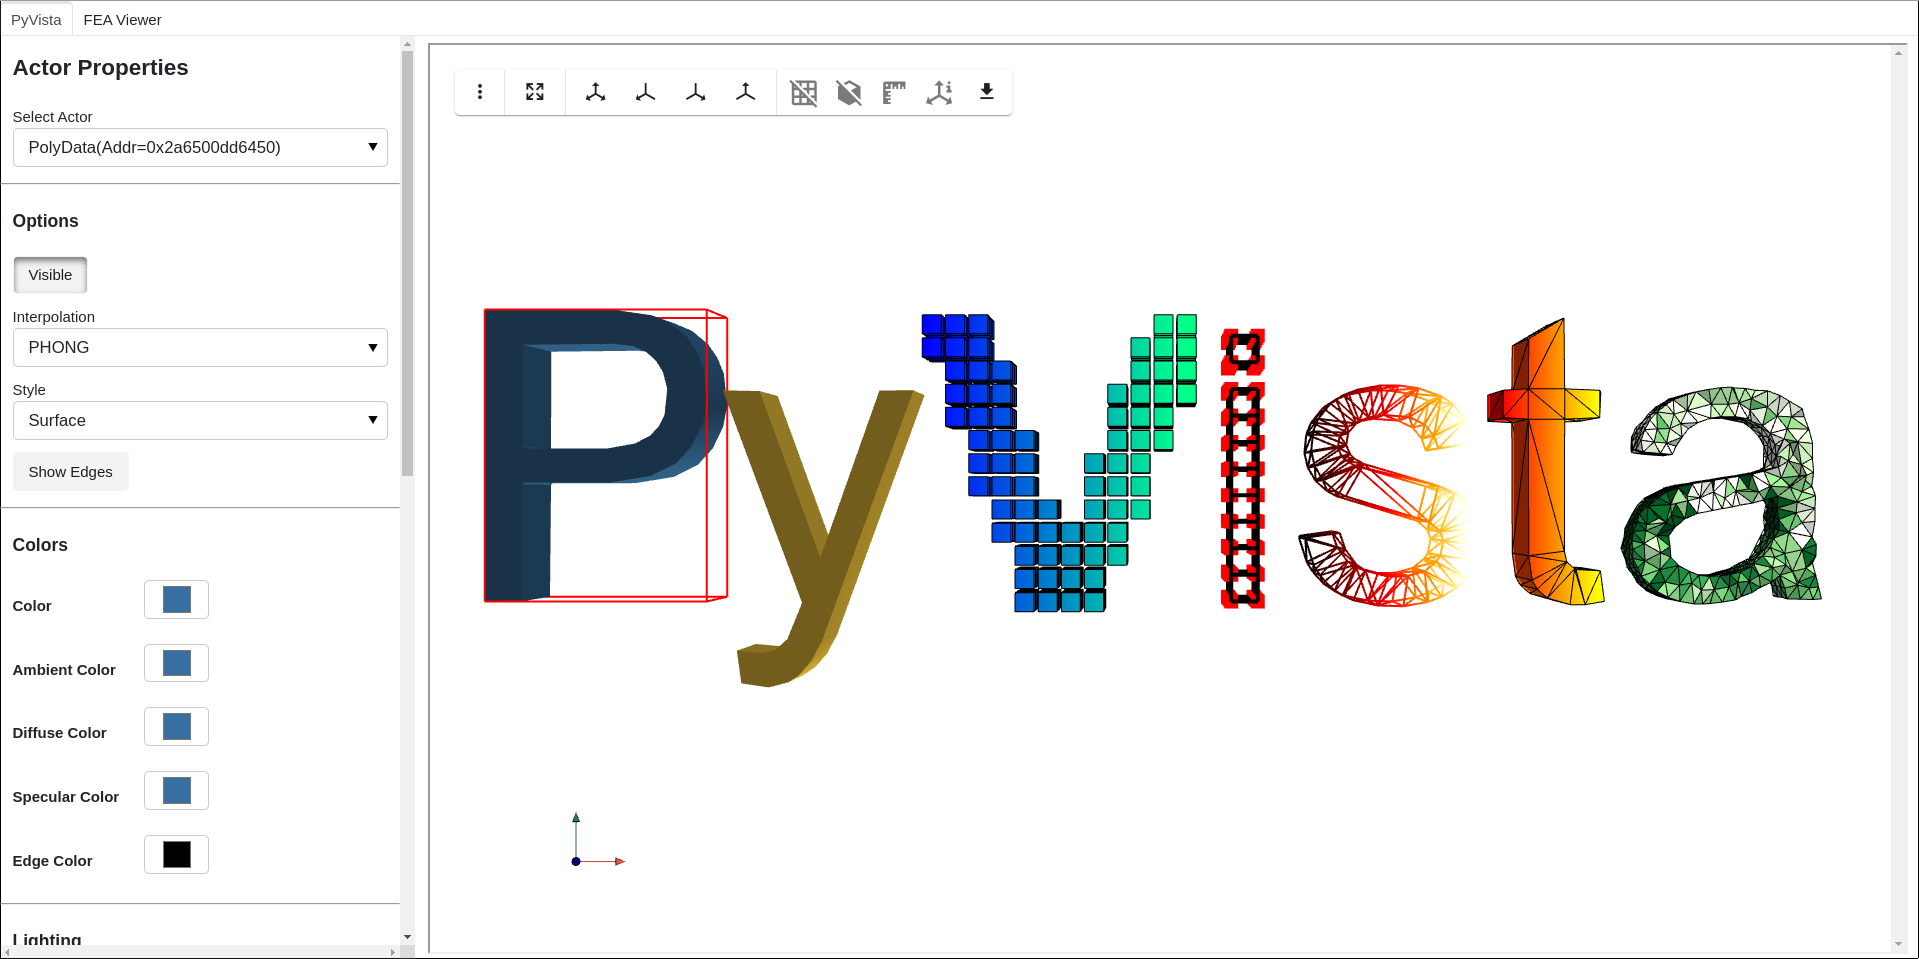 PyVista
FEA Viewer
Actor Properties
Select Actor
PolyData(Addr=0x2a6500dd6450)
Options
Visible
Interpolation
PHONG
Style
Surface
Show Edges
Colors
Color
Ambient Color
Diffuse Color
Specular Color
Edge Color
Lighting
PyVista